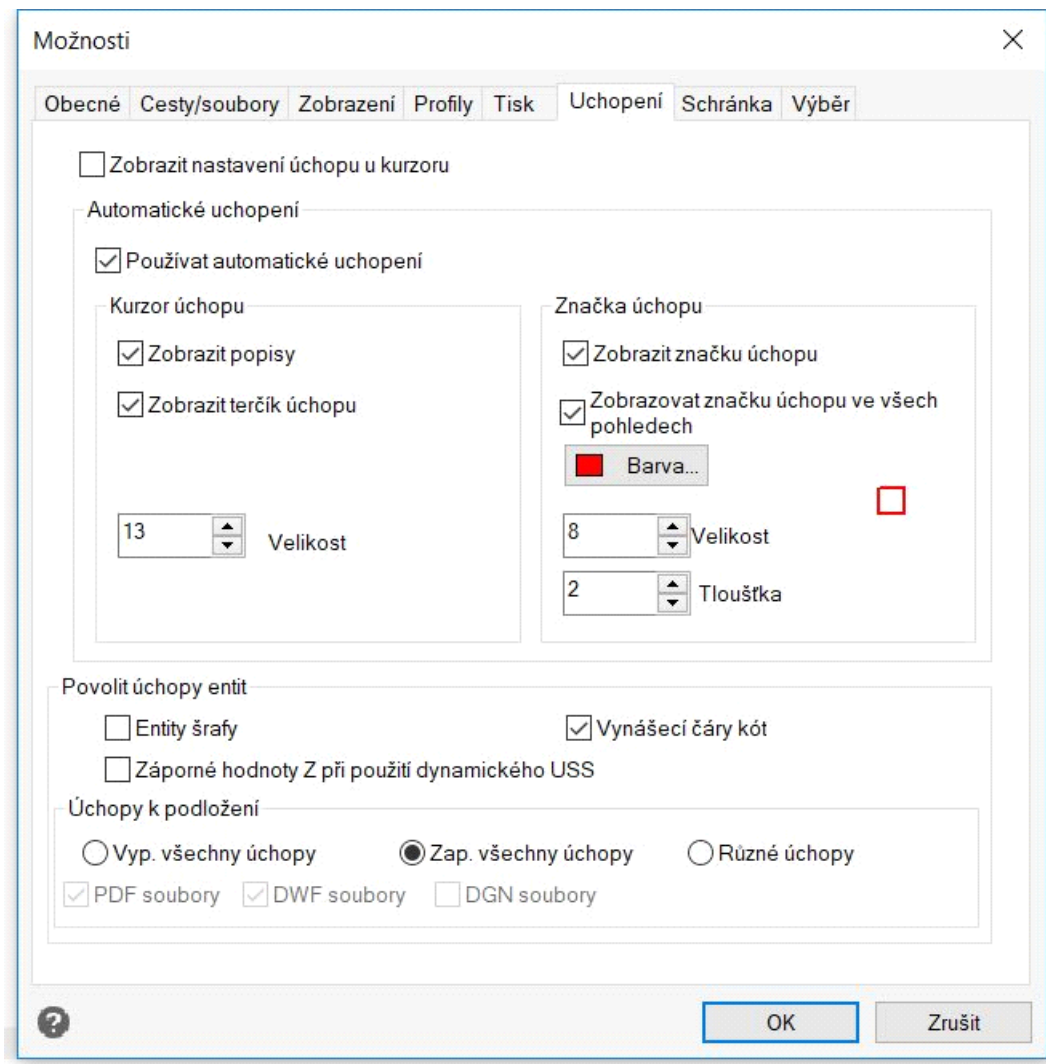 Možnosti
Obecné Cesty/soubory Zobrazení Profily Tisk Uchopení Schránka Výběr
Zobrazit nastavení úchopu u kurzoru
Automatické uchopení
Používat automatické uchopení
Kurzor úchopu
Zobrazit popisy
Zobrazit terčík úchopu
13 Velikost
Značka úchopu
Zobrazit značku úchopu
Zobrazovat značku úchopu ve všech
pohledech
Barva...
8 Velikost
2 Tloušťka
Povolit úchopy entit
Entity šrafy Vynášecí čáry kót
Záporné hodnoty Z při použití dynamického USS
Úchopy k podložení
Vyp. všechny úchopy Zap. všechny úchopy Různé úchopy
PDF soubory DWF soubory DGN soubory
? OK Zrušit